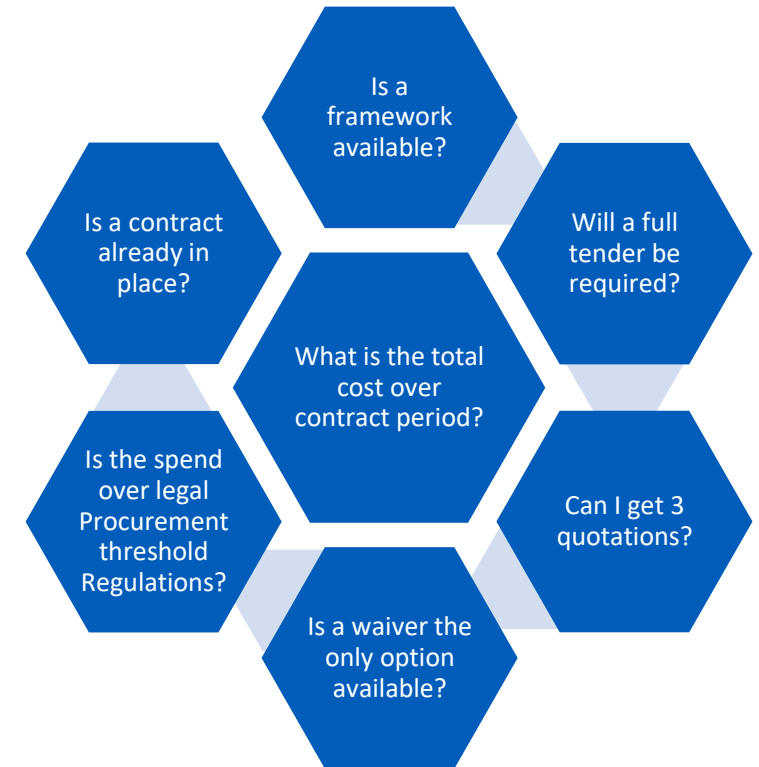 Is a
framework
available?
Will a full
tender be
required?
Can I get 3
quotations?
Is a waiver the
only option
available?
Is the spend
over legal
Procurement
threshold
Regulations?
Is a contract
already in
place?
What is the total
cost over
contract period?